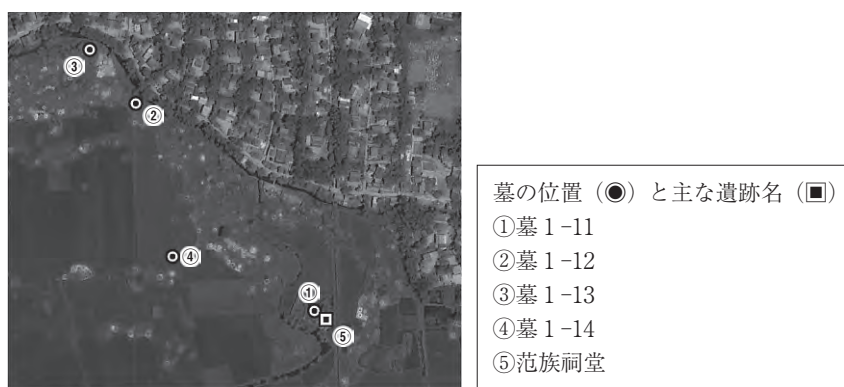 ③
②
④
①
⑤
墓の位置（◉）と主な遺跡名（▣）
①墓1-11
②墓1-12
③墓1-13
④墓1-14
⑤范族祠堂